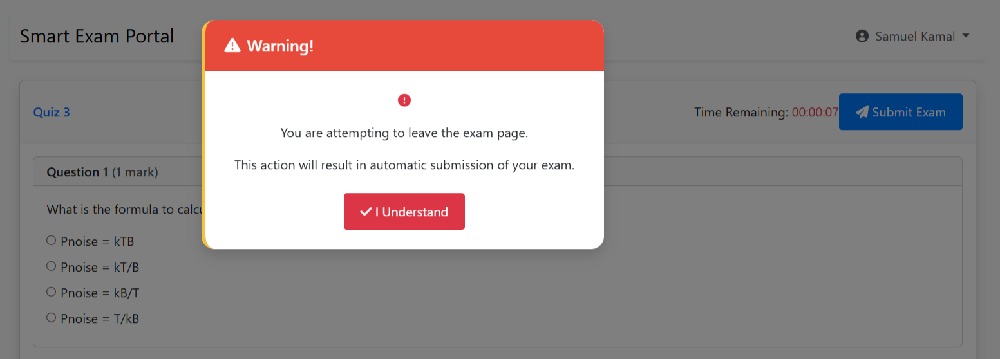 Smart Exam Portal
Samuel Kamal
Warning!
You are attempting to leave the exam page.
This action will result in automatic submission of your exam.
I Understand
Quiz 3
Time Remaining: 00:00:07
Submit Exam
Question 1 (1 mark)
What is the formula to
Pnoise = kTB
Pnoise = kT/B
Pnoise = kB/T
Pnoise = T/kB